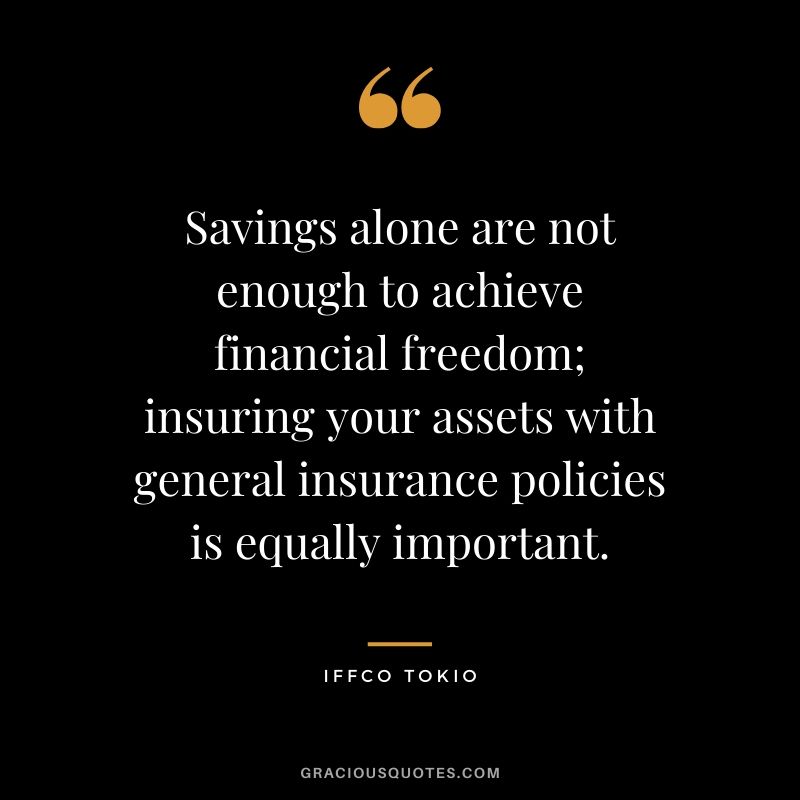 “
Savings alone are not
enough to achieve
financial freedom;
insuring your assets with
general insurance policies
is equally important.
IFFCO TOKIO
GRACIOUSQUOTES.COM